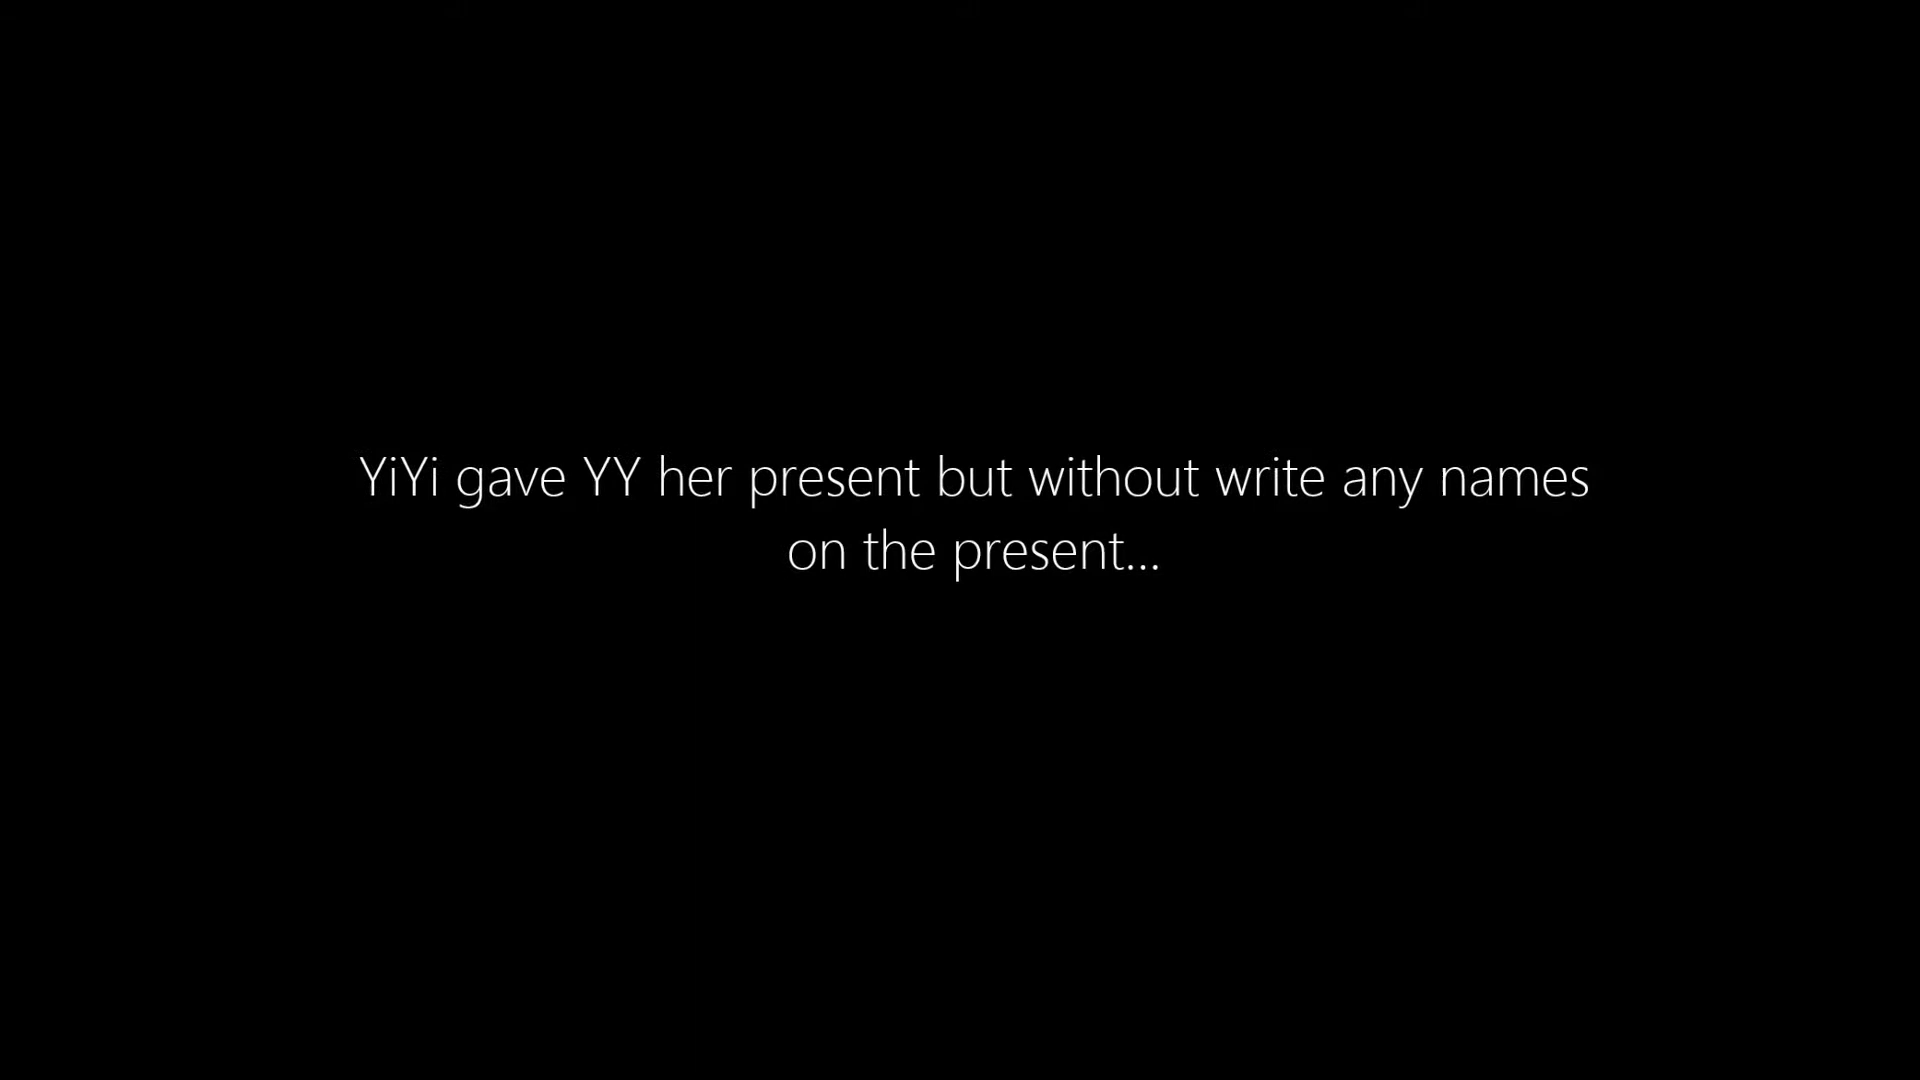 YiYi gave YY her present but without write any names
on the present...